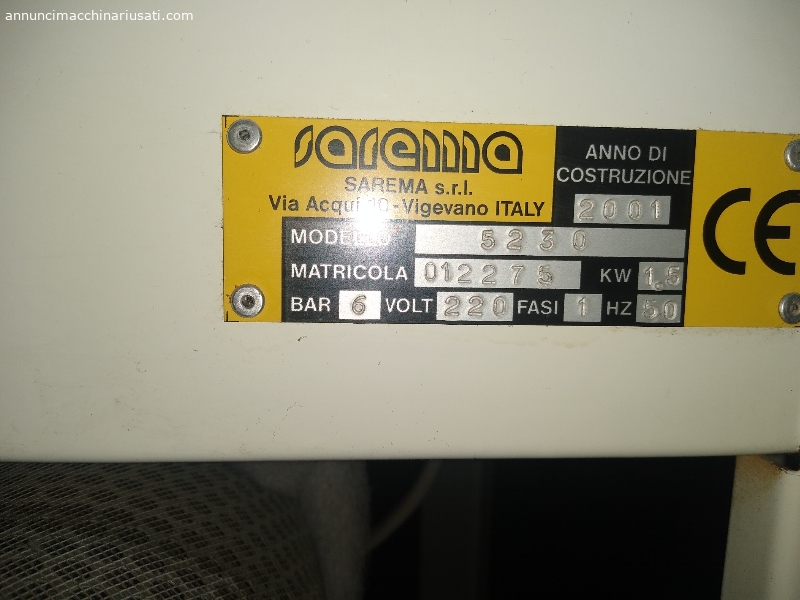 annuncimacchinariusati.com
sarema
SAREMA s.r.l.
Via Acqui 10 - Vigevano ITALY
ANNO DI
COSTRUZIONE
2001
MODELLO 5230
MATRICOLA 012275 KW 1.5
BAR 6 VOLT 220 FASI 1 HZ 50
CE